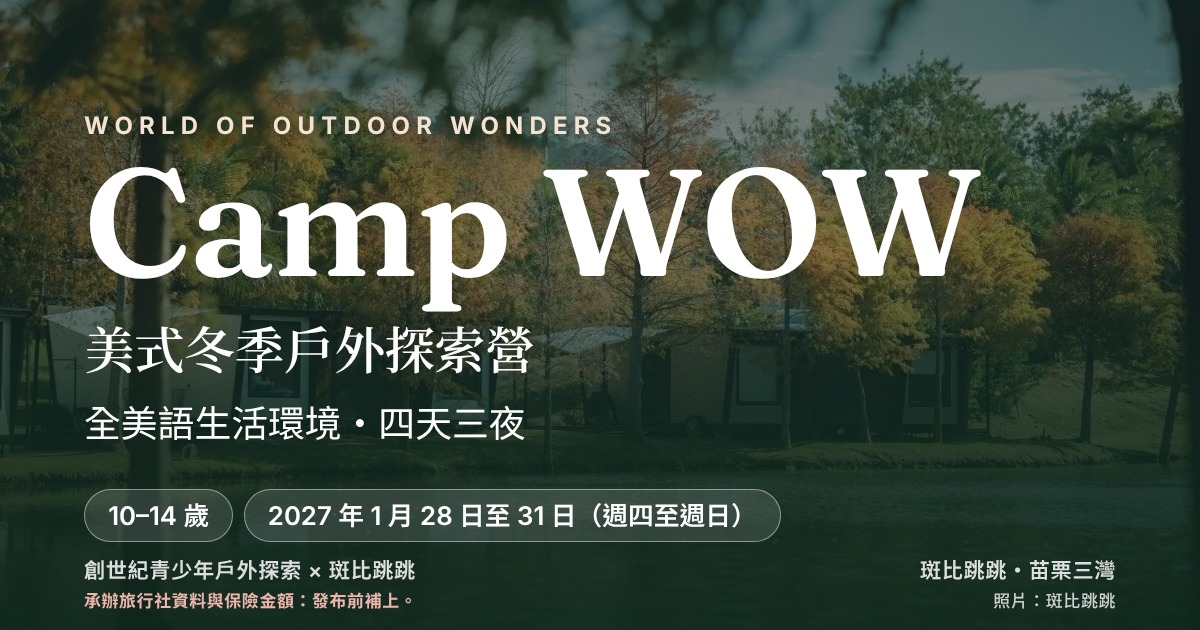 WORLD OF OUTDOOR WONDERS
Camp WOW
美式冬季戶外探索營
全美語生活環境・四天三夜
10–14 歲
2027 年 1 月 28 日至 31 日（週四至週日）
創世紀青少年戶外探索 × 斑比跳跳
承辦旅行社資料與保險金額：發布前補上。
斑比跳跳・苗栗三灣
照片：斑比跳跳